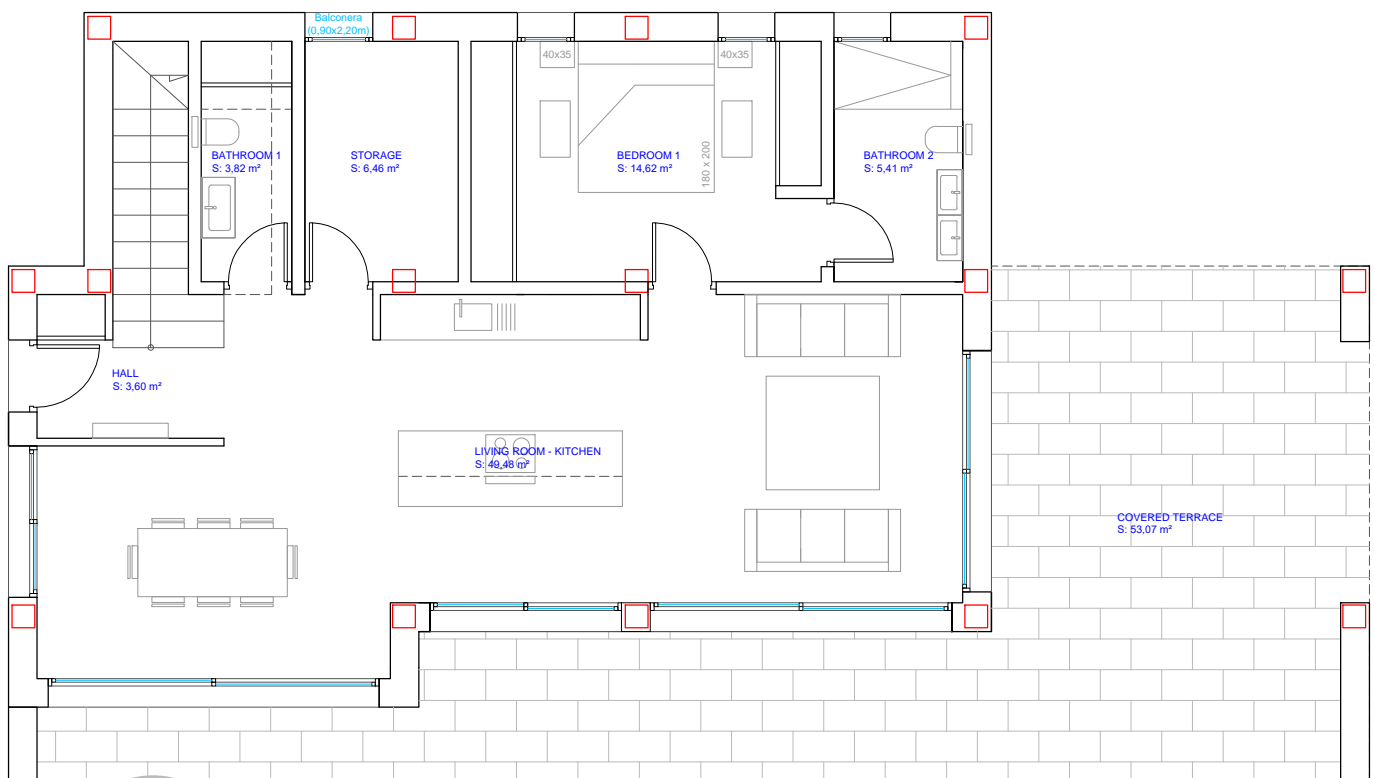 Balconera
(0,90x2,20m)
40x35
40x35
BATHROOM 1
S: 3,82 m²
STORAGE
S: 6,46 m²
BEDROOM 1
S: 14,62 m²
180 x 200
BATHROOM 2
S: 5,41 m²
HALL
S: 3,60 m²
LIVING ROOM - KITCHEN
S: 49,48 m²
COVERED TERRACE
S: 53,07 m²